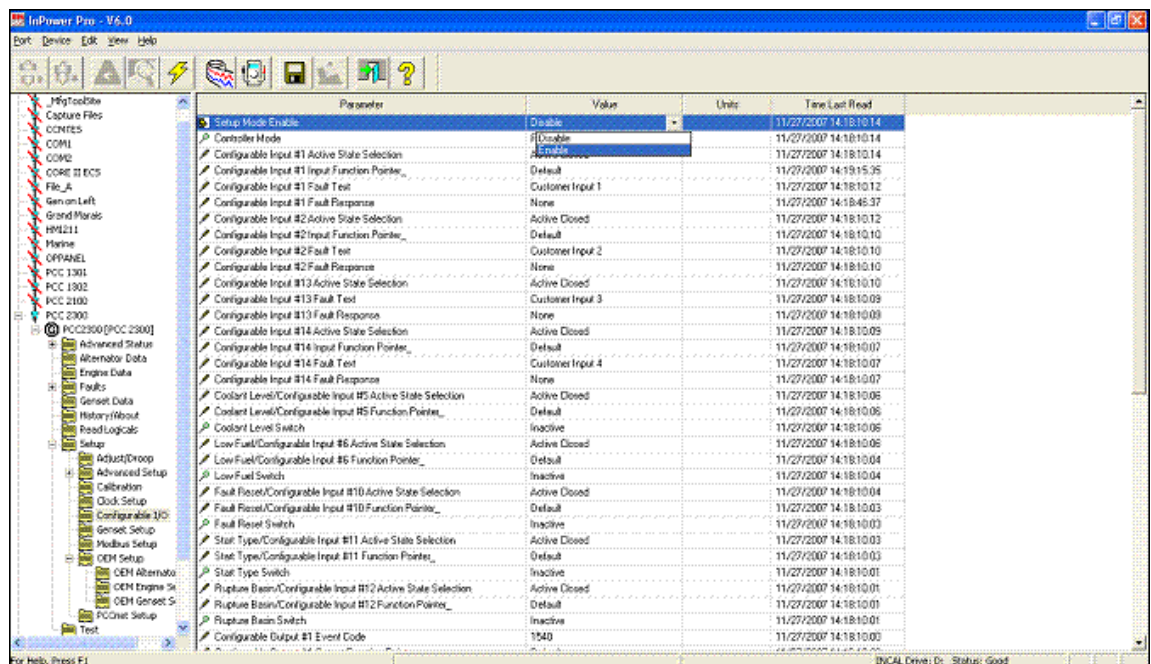 InPower Pro - V6.0
Port Device Edit View Help
_MfgToolSite
Capture Files
CCMTES
COM1
COM2
CORE II ECS
File_A
Gen on Left
Grand Marais
HMI211
Marine
OPPANEL
PCC 1301
PCC 1302
PCC 2100
PCC 2300
PCC2300 [PCC 2300]
Advanced Status
Alternator Data
Engine Data
Faults
Genset Data
History/About
Read Logicals
Setup
Adjust/Droop
Advanced Setup
Calibration
Clock Setup
Configurable I/O
Genset Setup
Modbus Setup
OEM Setup
OEM Alternato
OEM Engine Se
OEM Genset S
PCCnet Setup
Test
Parameter Value Units Time Last Read
Setup Mode Enable Disable 11/27/2007 14:18:10.14
Controller Mode Disable 11/27/2007 14:18:10.14
Enable
Configurable Input #1 Active State Selection 11/27/2007 14:18:10.14
Configurable Input #1 Input Function Pointer_ Default 11/27/2007 14:19:15.35
Configurable Input #1 Fault Text Customer Input 1 11/27/2007 14:18:10.12
Configurable Input #1 Fault Response None 11/27/2007 14:18:46.37
Configurable Input #2 Active State Selection Active Closed 11/27/2007 14:18:10.12
Configurable Input #2 Input Function Pointer_ Default 11/27/2007 14:18:10.10
Configurable Input #2 Fault Text Customer Input 2 11/27/2007 14:18:10.10
Configurable Input #2 Fault Response None 11/27/2007 14:18:10.10
Configurable Input #13 Active State Selection Active Closed 11/27/2007 14:18:10.10
Configurable Input #13 Fault Text Customer Input 3 11/27/2007 14:18:10.09
Configurable Input #13 Fault Response None 11/27/2007 14:18:10.09
Configurable Input #14 Active State Selection Active Closed 11/27/2007 14:18:10.09
Configurable Input #14 Input Function Pointer_ Default 11/27/2007 14:18:10.07
Configurable Input #14 Fault Text Customer Input 4 11/27/2007 14:18:10.07
Configurable Input #14 Fault Response None 11/27/2007 14:18:10.07
Coolant Level/Configurable Input #5 Active State Selection Active Closed 11/27/2007 14:18:10.06
Coolant Level/Configurable Input #5 Function Pointer_ Default 11/27/2007 14:18:10.06
Coolant Level Switch Inactive 11/27/2007 14:18:10.06
Low Fuel/Configurable Input #6 Active State Selection Active Closed 11/27/2007 14:18:10.06
Low Fuel/Configurable Input #6 Function Pointer_ Default 11/27/2007 14:18:10.04
Low Fuel Switch Inactive 11/27/2007 14:18:10.04
Fault Reset/Configurable Input #10 Active State Selection Active Closed 11/27/2007 14:18:10.04
Fault Reset/Configurable Input #10 Function Pointer_ Default 11/27/2007 14:18:10.03
Fault Reset Switch Inactive 11/27/2007 14:18:10.03
Start Type/Configurable Input #11 Active State Selection Active Closed 11/27/2007 14:18:10.03
Start Type/Configurable Input #11 Function Pointer_ Default 11/27/2007 14:18:10.03
Start Type Switch Inactive 11/27/2007 14:18:10.01
Rupture Basin/Configurable Input #12 Active State Selection Active Closed 11/27/2007 14:18:10.01
Rupture Basin/Configurable Input #12 Function Pointer_ Default 11/27/2007 14:18:10.01
Rupture Basin Switch Inactive 11/27/2007 14:18:10.01
Configurable Output #1 Event Code 1540 11/27/2007 14:18:10.00
For Help, Press F1 INCAL Drive: D: Status: Good